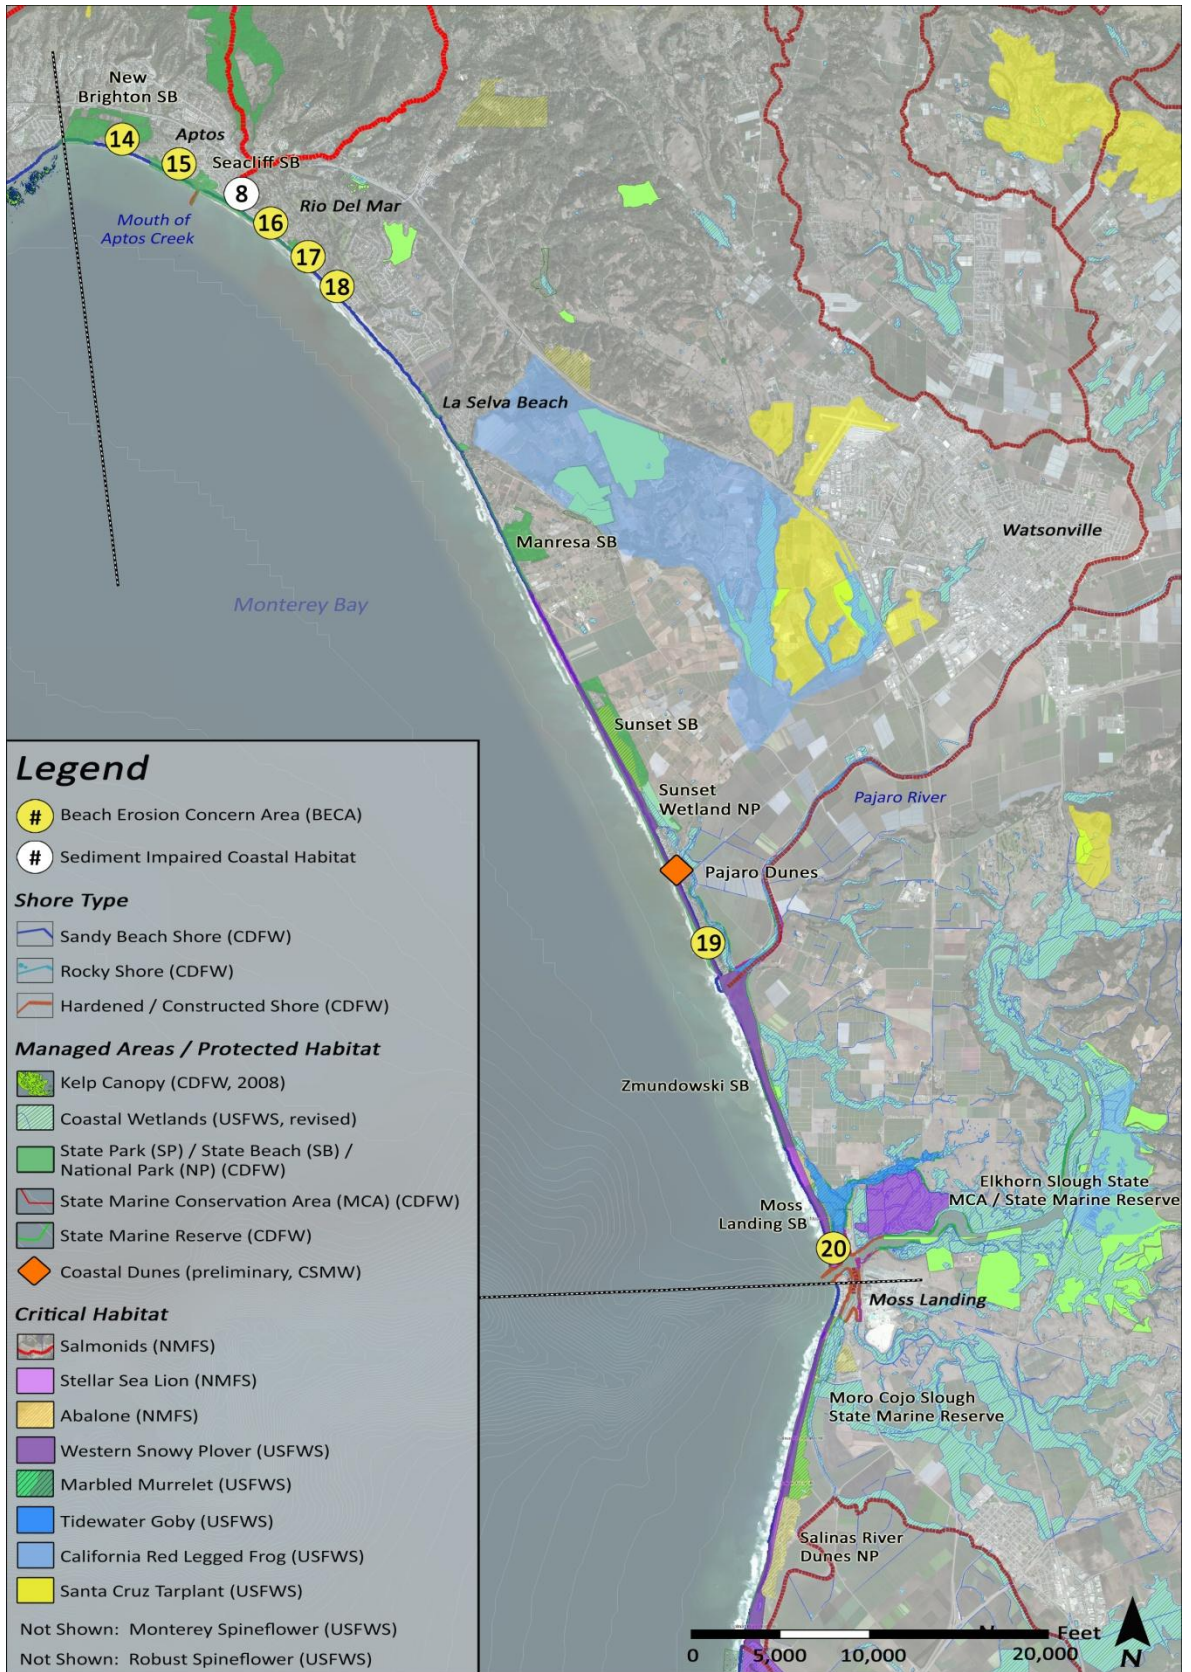 New
Brighton SB
14
Aptos
15
Seacliff SB
8
Mouth of
Aptos Creek
16
Rio Del Mar
17
18
La Selva Beach
Manresa SB
Watsonville
Monterey Bay
Sunset SB
Sunset
Wetland NP
Pajaro River
Pajaro Dunes
19
Zmundowski SB
Elkhorn Slough State
MCA / State Marine Reserve
Moss
Landing SB
20
Moss Landing
Moro Cojo Slough
State Marine Reserve
Salinas River
Dunes NP
Legend
# Beach Erosion Concern Area (BECA)
# Sediment Impaired Coastal Habitat
Shore Type
Sandy Beach Shore (CDFW)
Rocky Shore (CDFW)
Hardened / Constructed Shore (CDFW)
Managed Areas / Protected Habitat
Kelp Canopy (CDFW, 2008)
Coastal Wetlands (USFWS, revised)
State Park (SP) / State Beach (SB) /
National Park (NP) (CDFW)
State Marine Conservation Area (MCA) (CDFW)
State Marine Reserve (CDFW)
Coastal Dunes (preliminary, CSMW)
Critical Habitat
Salmonids (NMFS)
Stellar Sea Lion (NMFS)
Abalone (NMFS)
Western Snowy Plover (USFWS)
Marbled Murrelet (USFWS)
Tidewater Goby (USFWS)
California Red Legged Frog (USFWS)
Santa Cruz Tarplant (USFWS)
Not Shown: Monterey Spineflower (USFWS)
Not Shown: Robust Spineflower (USFWS)
N Feet
0 5,000 10,000 20,000
N